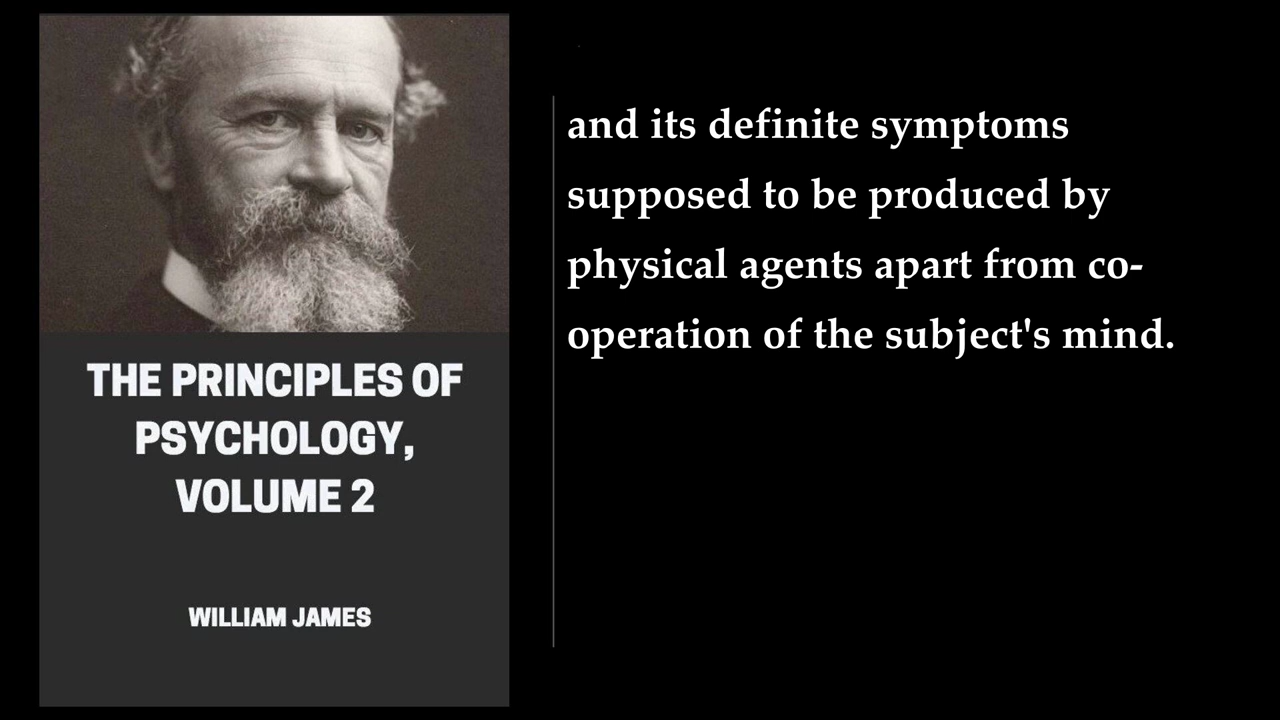 THE PRINCIPLES OF
PSYCHOLOGY,
VOLUME 2
WILLIAM JAMES
and its definite symptoms
supposed to be produced by
physical agents apart from co-
operation of the subject's mind.